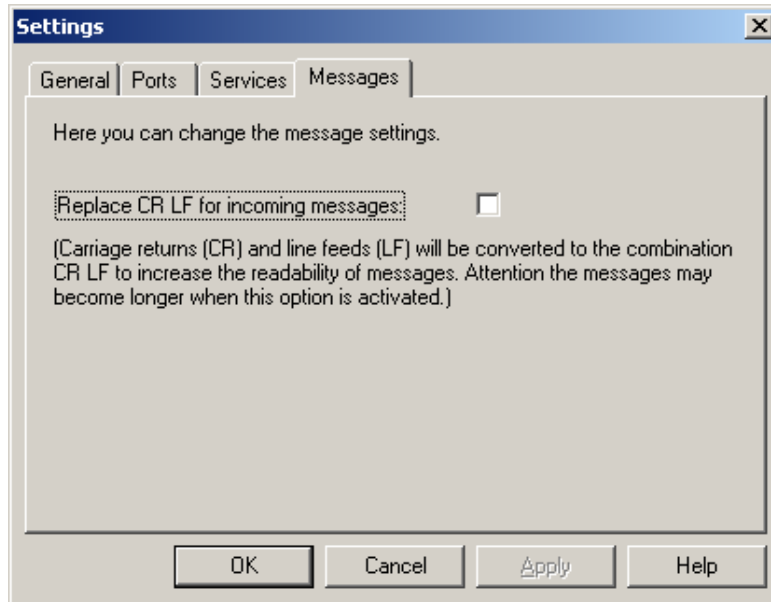 Settings
General Ports Services Messages
Here you can change the message settings.
Replace CR LF for incoming messages:
(Carriage returns (CR) and line feeds (LF) will be converted to the combination
CR LF to increase the readability of messages. Attention the messages may
become longer when this option is activated.)
OK Cancel Apply Help